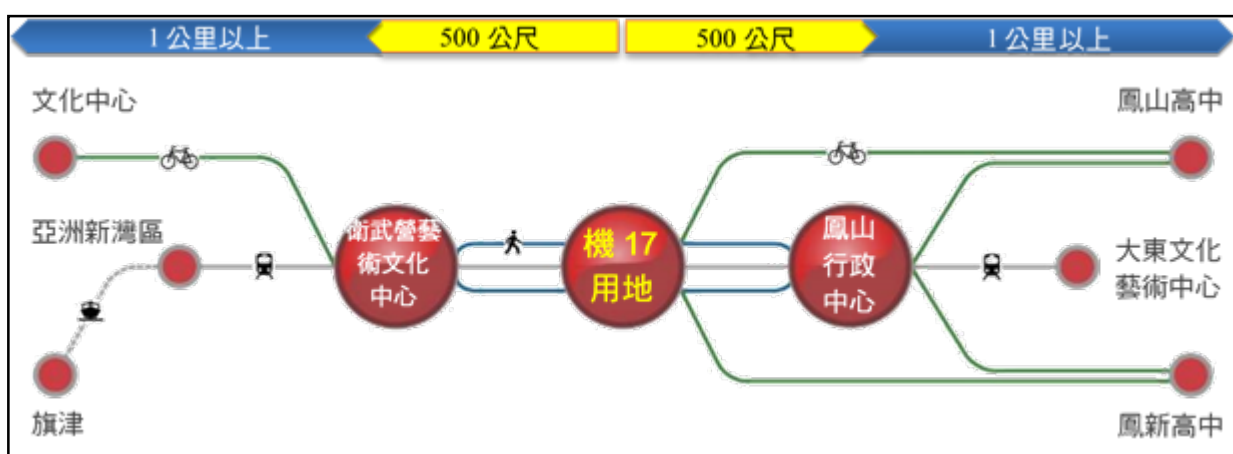 1 公里以上
500 公尺
500 公尺
1 公里以上
文化中心
鳳山高中
亞洲新灣區
衛武營藝
術文化
中心
機 17
用地
鳳山
行政
中心
大東文化
藝術中心
旗津
鳳新高中